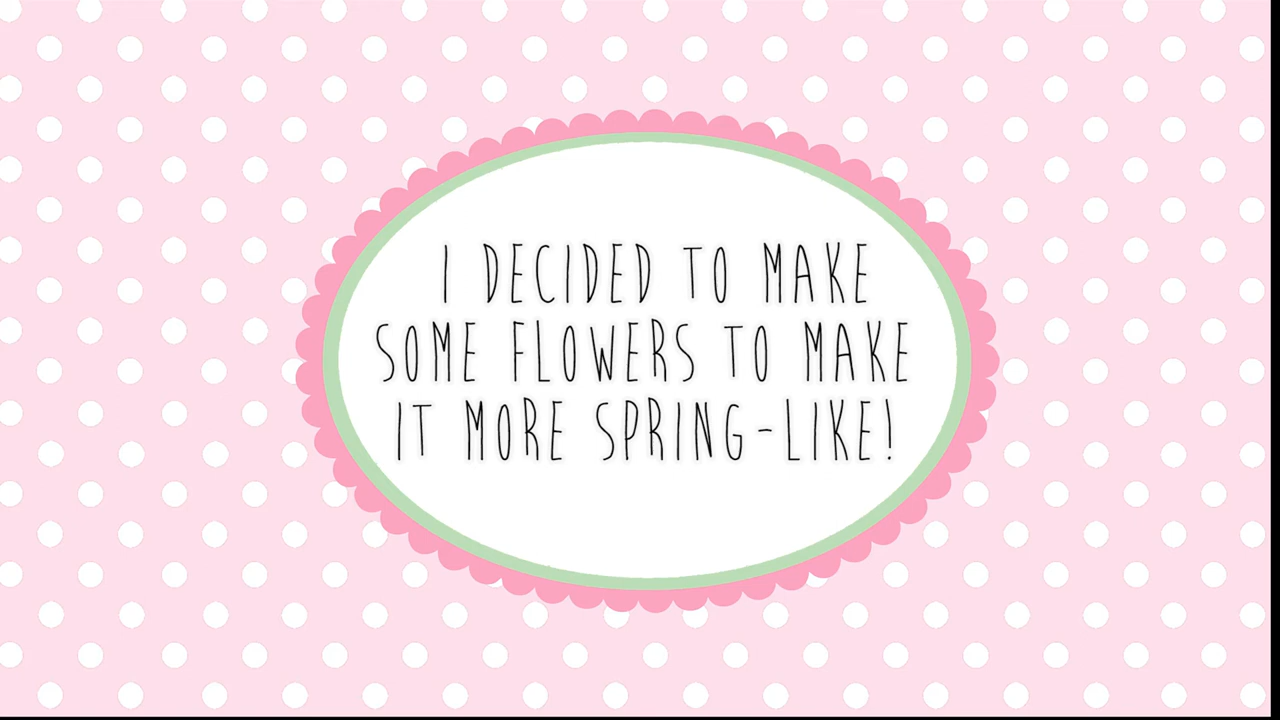 I DECIDED TO MAKE
SOME FLOWERS TO MAKE
IT MORE SPRING-LIKE!